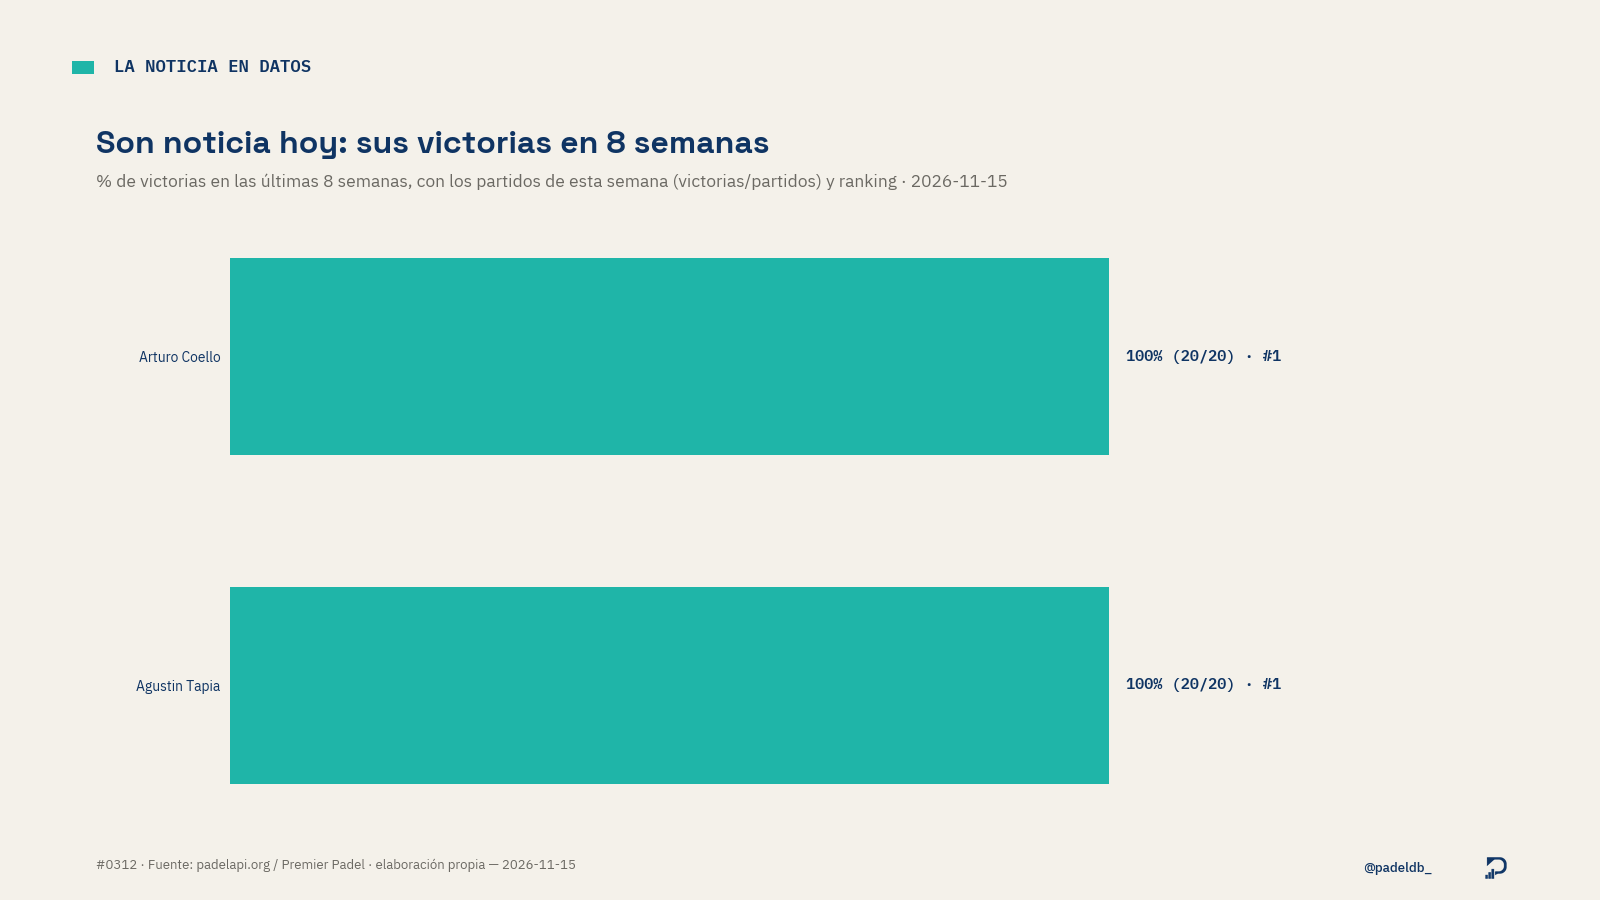 LA NOTICIA EN DATOS
Son noticia hoy: sus victorias en 8 semanas
% de victorias en las últimas 8 semanas, con los partidos de esta semana (victorias/partidos) y ranking · 2026-11-15
Arturo Coello
100% (20/20) · #1
Agustin Tapia
100% (20/20) · #1
#0312 · Fuente: padelapi.org / Premier Padel · elaboración propia — 2026-11-15
@padeldb_